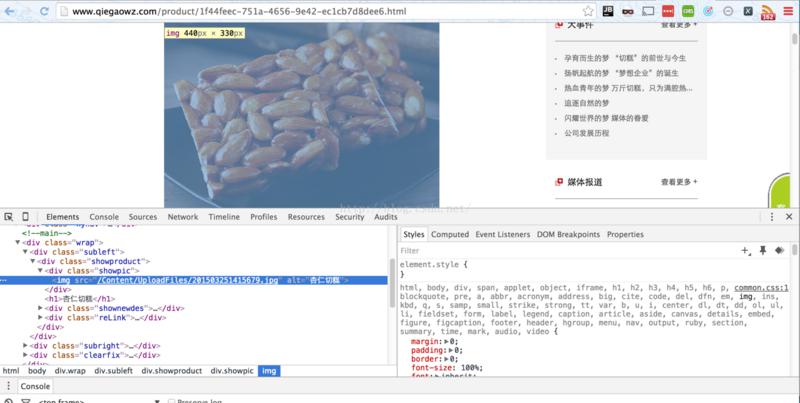 www.qiegaowz.com/product/1f44feec-751a-4656-9e42-ec1cb7d8dee6.html
img 440px × 330px
大事件 查看更多 +
孕育而生的梦 “切糕”的前世与今生
扬帆起航的梦 “梦想企业”的诞生
热血青年的梦 万斤切糕，只为满腔热...
追逐自然的梦
闪耀世界的梦 媒体的眷爱
公司发展历程
媒体报道 查看更多 +
http://blog.csdn.net/
Elements Console Sources Network Timeline Profiles Resources Security Audits
<!--main-->
▼<div class="wrap">
▼<div class="subleft">
▼<div class="showproduct">
▼<div class="showpic">
<img src="/Content/UploadFiles/201503251415679.jpg" alt="杏仁切糕">
</div>
<h1>杏仁切糕</h1>
▶<div class="shownewdes">…</div>
▶<div class="reLink">…</div>
</div>
</div>
▶<div class="subright">…</div>
▶<div class="clearfix">…</div>
html body div.wrap div.subleft div.showproduct div.showpic img
Styles Computed Event Listeners DOM Breakpoints Properties
Filter
element.style {
}
html, body, div, span, applet, object, iframe, h1, h2, h3, h4, h5, h6, p, common.css:1
blockquote, pre, a, abbr, acronym, address, big, cite, code, del, dfn, em, img, ins,
kbd, q, s, samp, small, strike, strong, tt, var, b, u, i, center, dl, dt, dd, ol, ul,
li, fieldset, form, label, legend, caption, article, aside, canvas, details, embed,
figure, figcaption, footer, header, hgroup, menu, nav, output, ruby, section,
summary, time, mark, audio, video {
margin:▶0;
padding:▶0;
border:▶0;
font-size: 100%;
font:▶inherit;
Console
<top frame> ▼ Preserve log